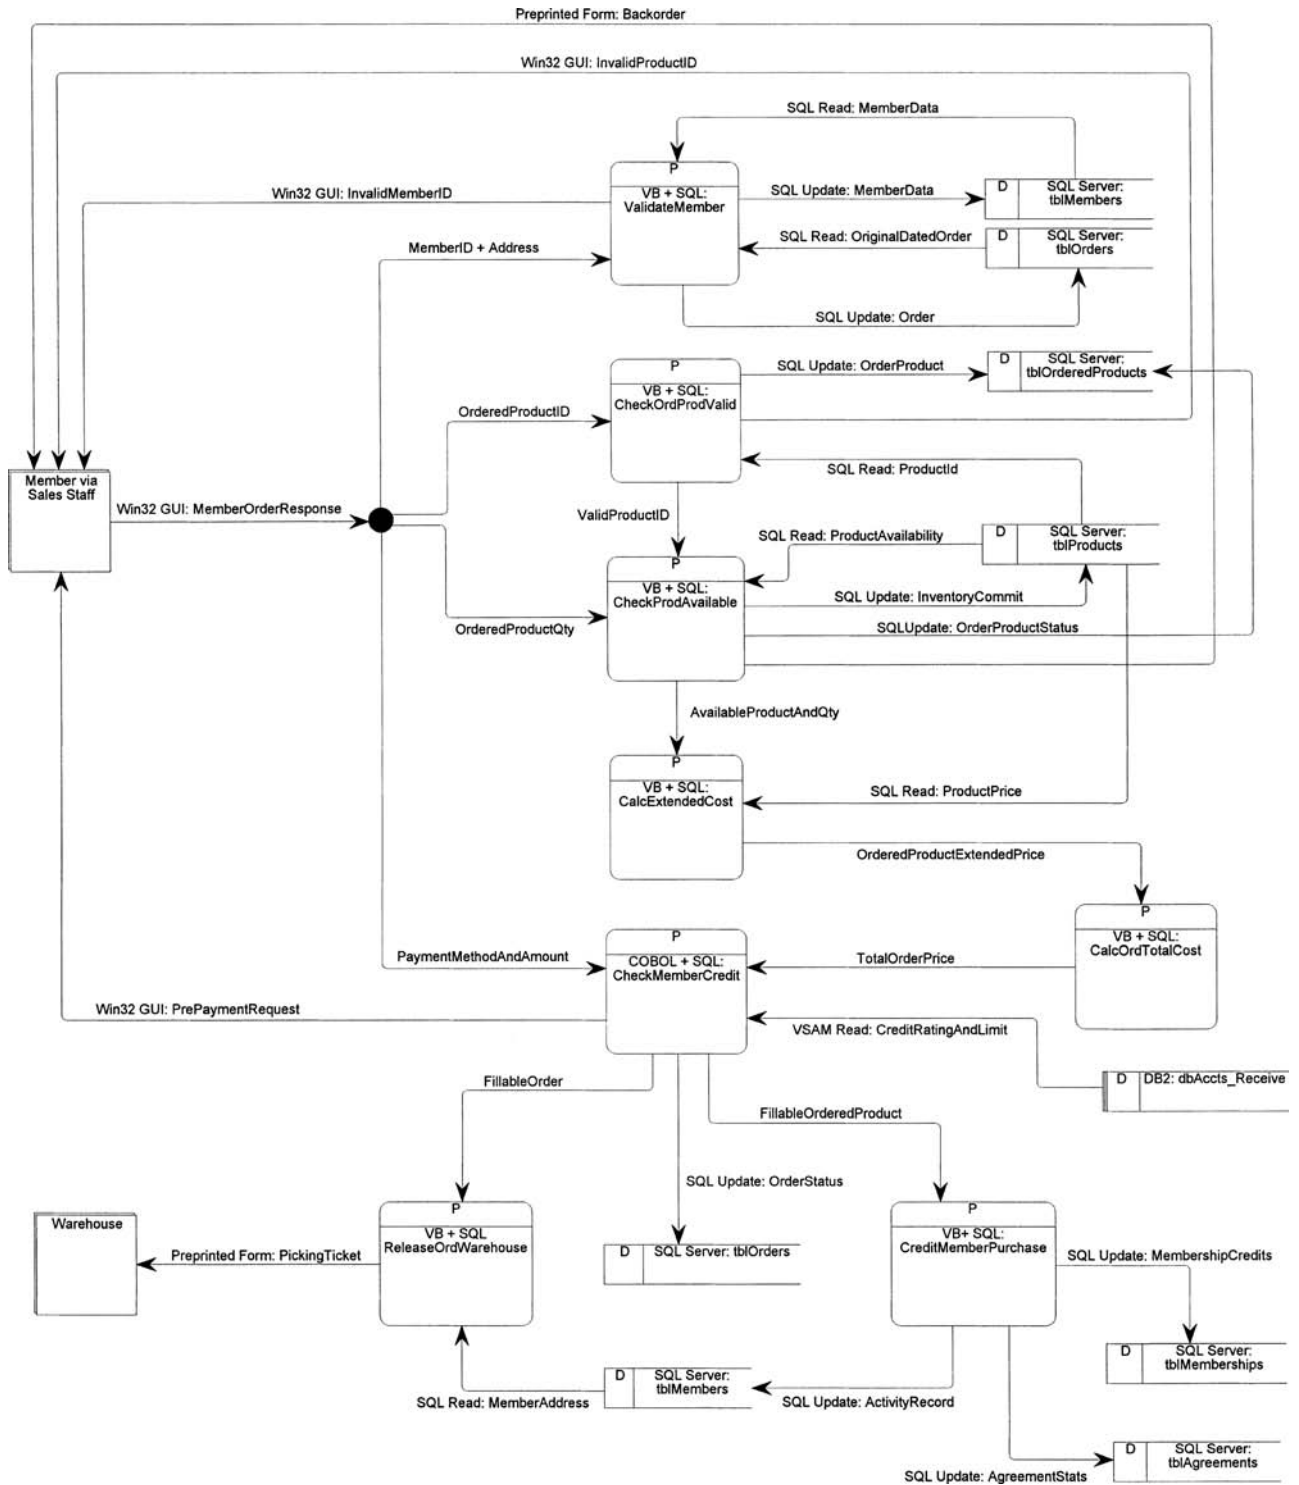 Preprinted Form: Backorder
Win32 GUI: InvalidProductID
SQL Read: MemberData
P
VB + SQL:
ValidateMember
Win32 GUI: InvalidMemberID
SQL Update: MemberData
D
SQL Server:
tblMembers
MemberID + Address
SQL Read: OriginalDatedOrder
D
SQL Server:
tblOrders
SQL Update: Order
P
VB + SQL:
CheckOrdProdValid
SQL Update: OrderProduct
D
SQL Server:
tblOrderedProducts
OrderedProductID
SQL Read: ProductId
Member via
Sales Staff
Win32 GUI: MemberOrderResponse
ValidProductID
SQL Read: ProductAvailability
D
SQL Server:
tblProducts
P
VB + SQL:
CheckProdAvailable
SQL Update: InventoryCommit
OrderedProductQty
SQLUpdate: OrderProductStatus
AvailableProductAndQty
P
VB + SQL:
CalcExtendedCost
SQL Read: ProductPrice
OrderedProductExtendedPrice
P
VB + SQL:
CalcOrdTotalCost
P
COBOL + SQL:
CheckMemberCredit
PaymentMethodAndAmount
TotalOrderPrice
Win32 GUI: PrePaymentRequest
VSAM Read: CreditRatingAndLimit
D
DB2: dbAccts_Receive
FillableOrder
FillableOrderedProduct
SQL Update: OrderStatus
P
VB + SQL
ReleaseOrdWarehouse
P
VB+ SQL:
CreditMemberPurchase
Warehouse
Preprinted Form: PickingTicket
D
SQL Server: tblOrders
SQL Update: MembershipCredits
D
SQL Server:
tblMemberships
D
SQL Server:
tblMembers
SQL Read: MemberAddress
SQL Update: ActivityRecord
D
SQL Server:
tblAgreements
SQL Update: AgreementStats